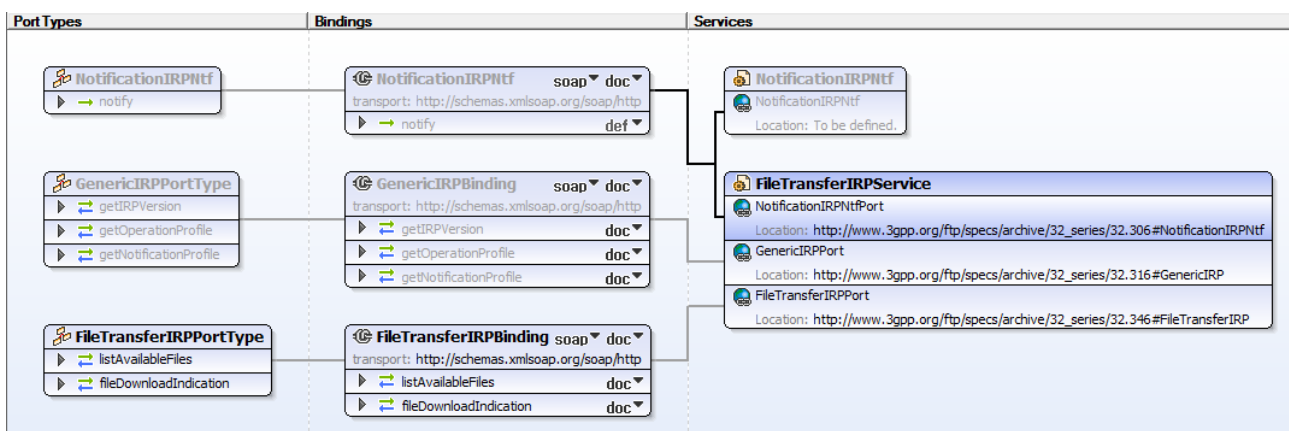 Port Types
Bindings
Services
NotificationIRPNtf
notify
NotificationIRPNtf soap doc
transport: http://schemas.xmlsoap.org/soap/http
notify def
NotificationIRPNtf
NotificationIRPNtf
Location: To be defined.
GenericIRPPortType
getIRPVersion
getOperationProfile
getNotificationProfile
GenericIRPBinding soap doc
transport: http://schemas.xmlsoap.org/soap/http
getIRPVersion doc
getOperationProfile doc
getNotificationProfile doc
FileTransferIRPService
NotificationIRPNtfPort
Location: http://www.3gpp.org/ftp/specs/archive/32_series/32.306#NotificationIRPNtf
GenericIRPPort
Location: http://www.3gpp.org/ftp/specs/archive/32_series/32.316#GenericIRP
FileTransferIRPPort
Location: http://www.3gpp.org/ftp/specs/archive/32_series/32.346#FileTransferIRP
FileTransferIRPPortType
listAvailableFiles
fileDownloadIndication
FileTransferIRPBinding soap doc
transport: http://schemas.xmlsoap.org/soap/http
listAvailableFiles doc
fileDownloadIndication doc